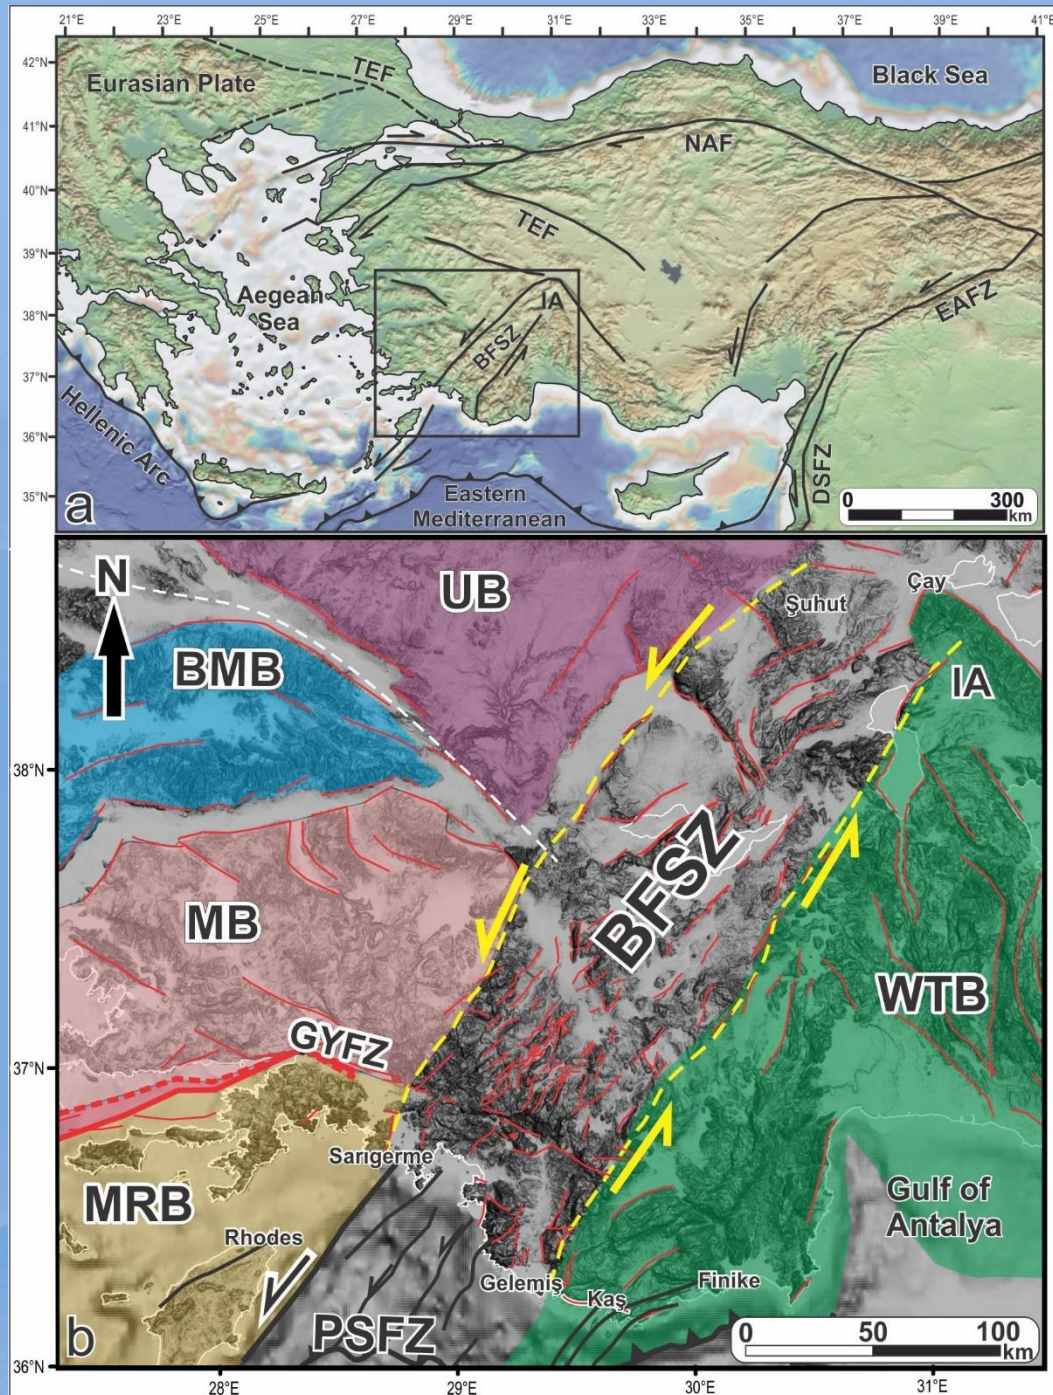 21°E 23°E 25°E 27°E 29°E 31°E 33°E 35°E 37°E 39°E 41°E
42°N
41°N
40°N
39°N
38°N
37°N
36°N
35°N
Eurasian Plate
TEF
Black Sea
NAF
TEF
Aegean
Sea
IA
BFSZ
EAFZ
Hellenic Arc
DSFZ
Eastern
Mediterranean
a
0 300
km
N
UB
Çay
Şuhut
BMB
IA
38°N
BFSZ
MB
WTB
GYFZ
37°N
Sarıgerme
MRB
Gulf of
Antalya
Rhodes
Gelemiş
Finike
Kaş
PSFZ
b
0 50 100
km
36°N
28°E 29°E 30°E 31°E